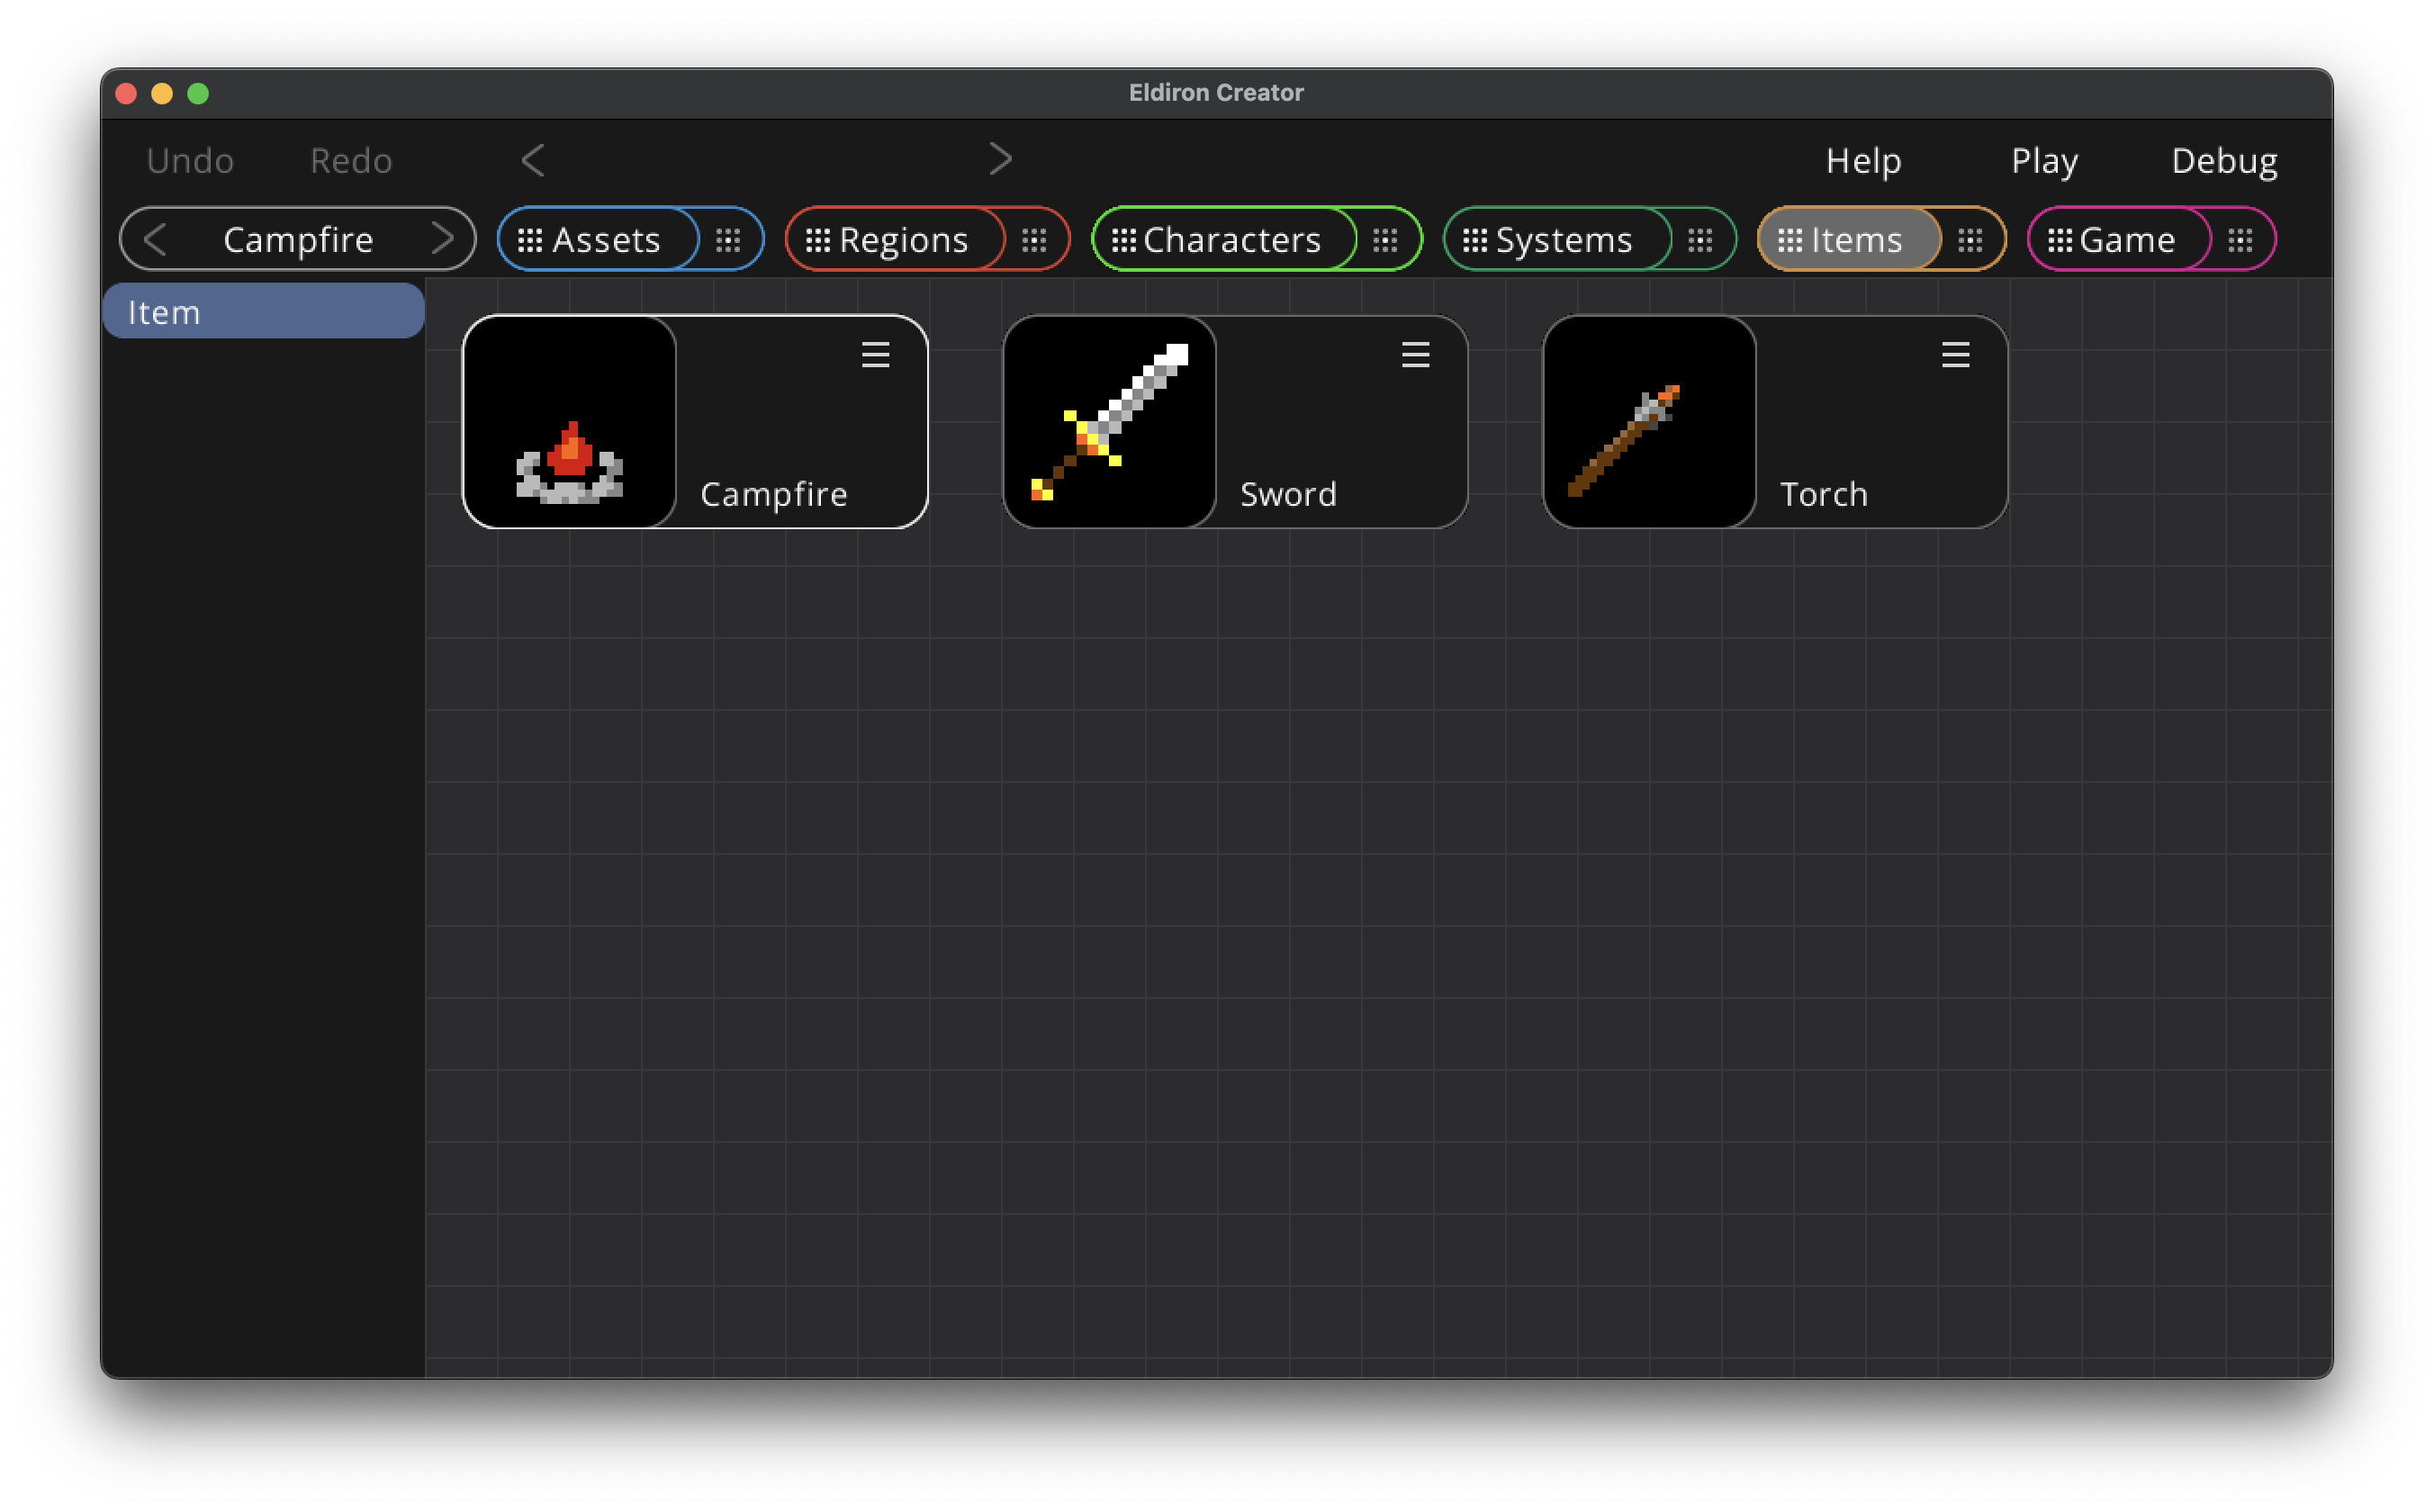 Eldiron Creator
Undo Redo < > Help Play Debug
< Campfire > Assets Regions Characters Systems Items Game
Item
Campfire Sword Torch